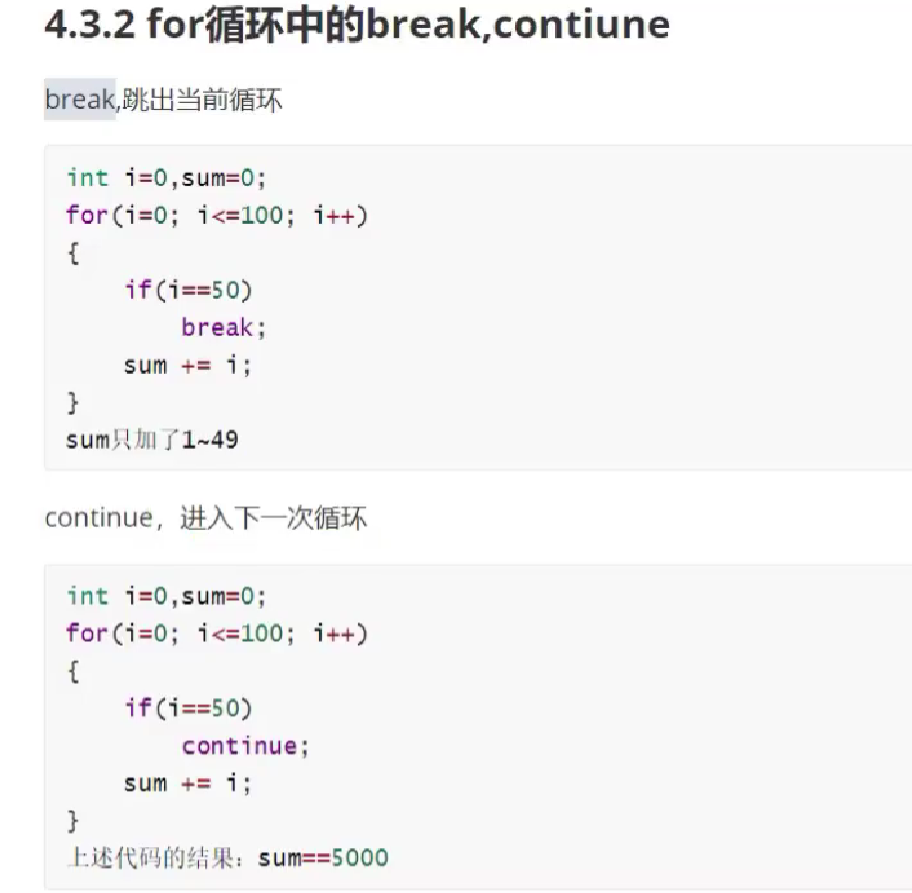 4.3.2 for循环中的break,contiune
break,跳出当前循环
int i=0,sum=0;
for(i=0; i<=100; i++)
{
    if(i==50)
        break;
    sum += i;
}
sum只加了1~49
continue，进入下一次循环
int i=0,sum=0;
for(i=0; i<=100; i++)
{
    if(i==50)
        continue;
    sum += i;
}
上述代码的结果：sum==5000